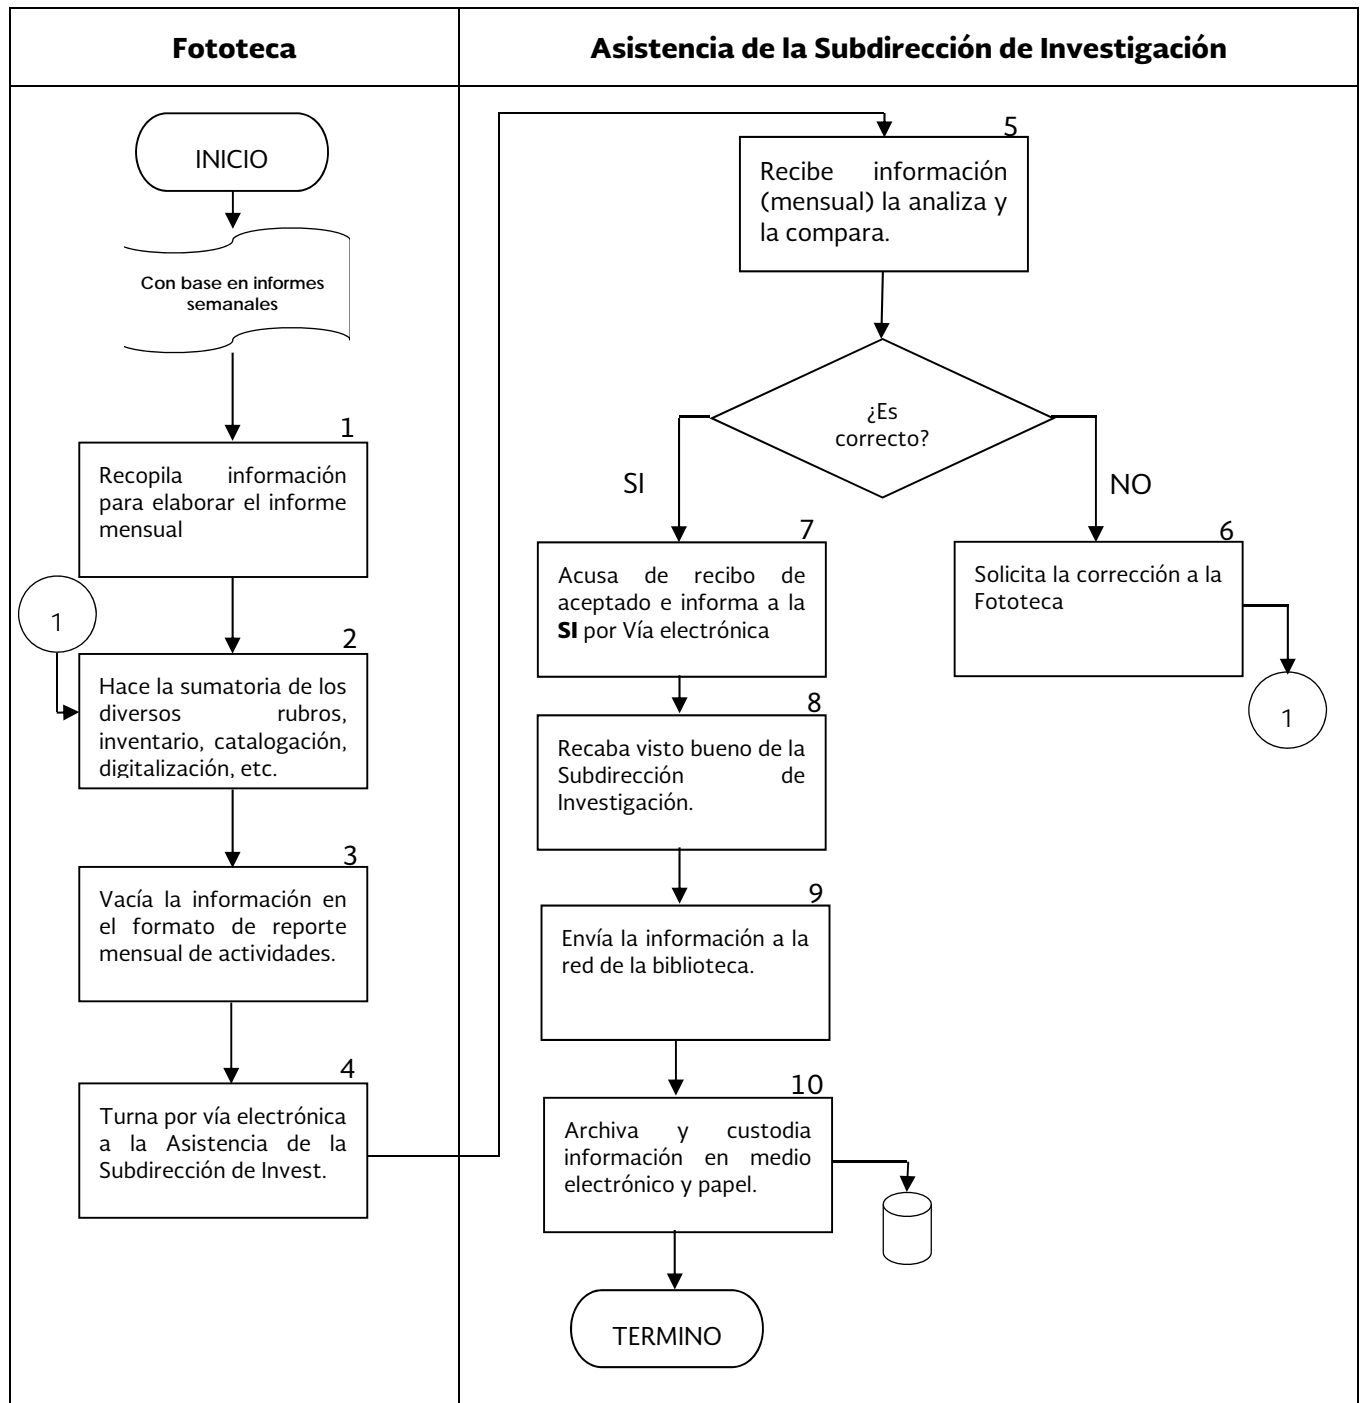 Fototeca
Asistencia de la Subdirección de Investigación
INICIO
Con base en informes
semanales
1
Recopila información
para elaborar el informe
mensual
1
2
Hace la sumatoria de los
diversos rubros,
inventario, catalogación,
digitalización, etc.
3
Vacía la información en
el formato de reporte
mensual de actividades.
4
Turna por vía electrónica
a la Asistencia de la
Subdirección de Invest.
5
Recibe información
(mensual) la analiza y
la compara.
¿Es
correcto?
SI
NO
7
Acusa de recibo de
aceptado e informa a la
SI por Vía electrónica
6
Solicita la corrección a la
Fototeca
1
8
Recaba visto bueno de la
Subdirección de
Investigación.
9
Envía la información a la
red de la biblioteca.
10
Archiva y custodia
información en medio
electrónico y papel.
TERMINO